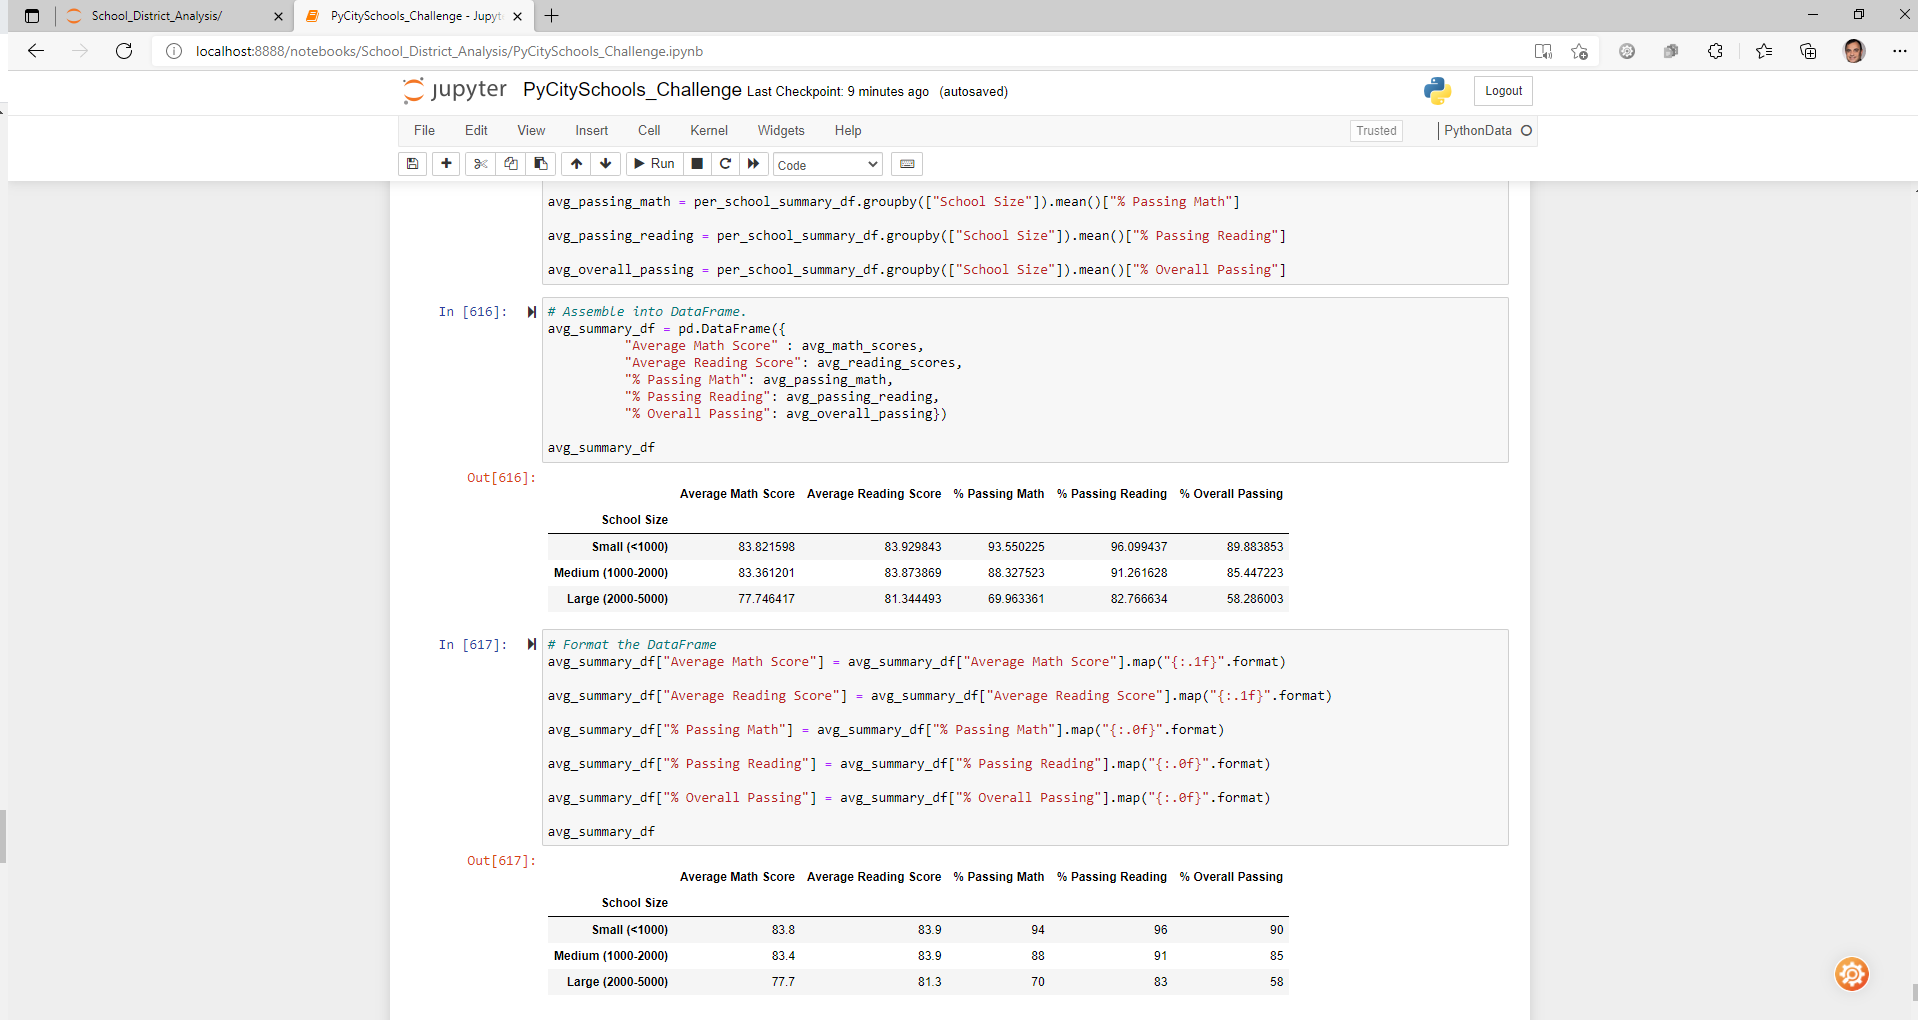 School_District_Analysis/
PyCitySchools_Challenge - Jupyt
localhost:8888/notebooks/School_District_Analysis/PyCitySchools_Challenge.ipynb
jupyter PyCitySchools_Challenge Last Checkpoint: 9 minutes ago (autosaved)
Logout
File Edit View Insert Cell Kernel Widgets Help
Trusted
PythonData
Run
Code
avg_passing_math = per_school_summary_df.groupby(["School Size"]).mean()["% Passing Math"]
avg_passing_reading = per_school_summary_df.groupby(["School Size"]).mean()["% Passing Reading"]
avg_overall_passing = per_school_summary_df.groupby(["School Size"]).mean()["% Overall Passing"]
In [616]:
# Assemble into DataFrame.
avg_summary_df = pd.DataFrame({
"Average Math Score" : avg_math_scores,
"Average Reading Score": avg_reading_scores,
"% Passing Math": avg_passing_math,
"% Passing Reading": avg_passing_reading,
"% Overall Passing": avg_overall_passing})
avg_summary_df
Out[616]:
Average Math Score Average Reading Score % Passing Math % Passing Reading % Overall Passing
School Size
Small (<1000) 83.821598 83.929843 93.550225 96.099437 89.883853
Medium (1000-2000) 83.361201 83.873869 88.327523 91.261628 85.447223
Large (2000-5000) 77.746417 81.344493 69.963361 82.766634 58.286003
In [617]:
# Format the DataFrame
avg_summary_df["Average Math Score"] = avg_summary_df["Average Math Score"].map("{:.1f}".format)
avg_summary_df["Average Reading Score"] = avg_summary_df["Average Reading Score"].map("{:.1f}".format)
avg_summary_df["% Passing Math"] = avg_summary_df["% Passing Math"].map("{:.0f}".format)
avg_summary_df["% Passing Reading"] = avg_summary_df["% Passing Reading"].map("{:.0f}".format)
avg_summary_df["% Overall Passing"] = avg_summary_df["% Overall Passing"].map("{:.0f}".format)
avg_summary_df
Out[617]:
Average Math Score Average Reading Score % Passing Math % Passing Reading % Overall Passing
School Size
Small (<1000) 83.8 83.9 94 96 90
Medium (1000-2000) 83.4 83.9 88 91 85
Large (2000-5000) 77.7 81.3 70 83 58